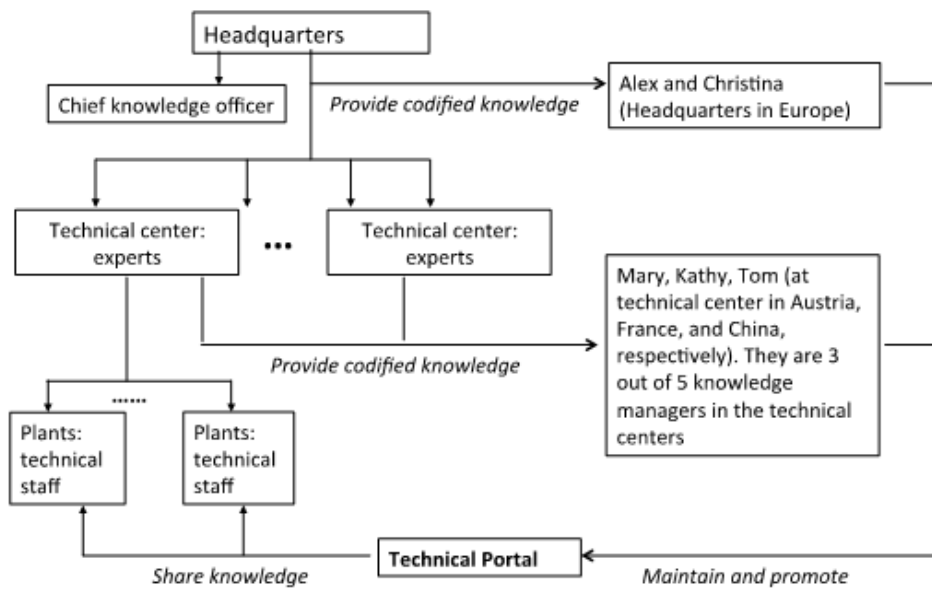 Headquarters
Chief knowledge officer
Provide codified knowledge
Alex and Christina
(Headquarters in Europe)
Technical center:
experts
...
Technical center:
experts
Mary, Kathy, Tom (at
technical center in Austria,
France, and China,
respectively). They are 3
out of 5 knowledge
managers in the technical
centers
Provide codified knowledge
......
Plants:
technical
staff
Plants:
technical
staff
Technical Portal
Share knowledge
Maintain and promote